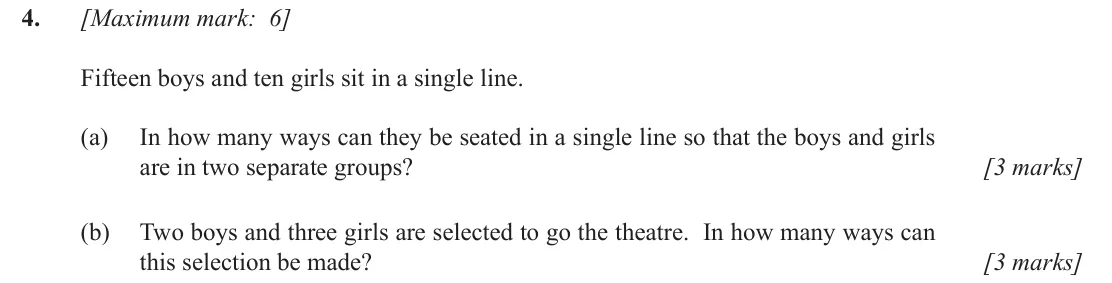 4. [Maximum mark: 6]
Fifteen boys and ten girls sit in a single line.
(a) In how many ways can they be seated in a single line so that the boys and girls
are in two separate groups? [3 marks]
(b) Two boys and three girls are selected to go the theatre. In how many ways can
this selection be made? [3 marks]